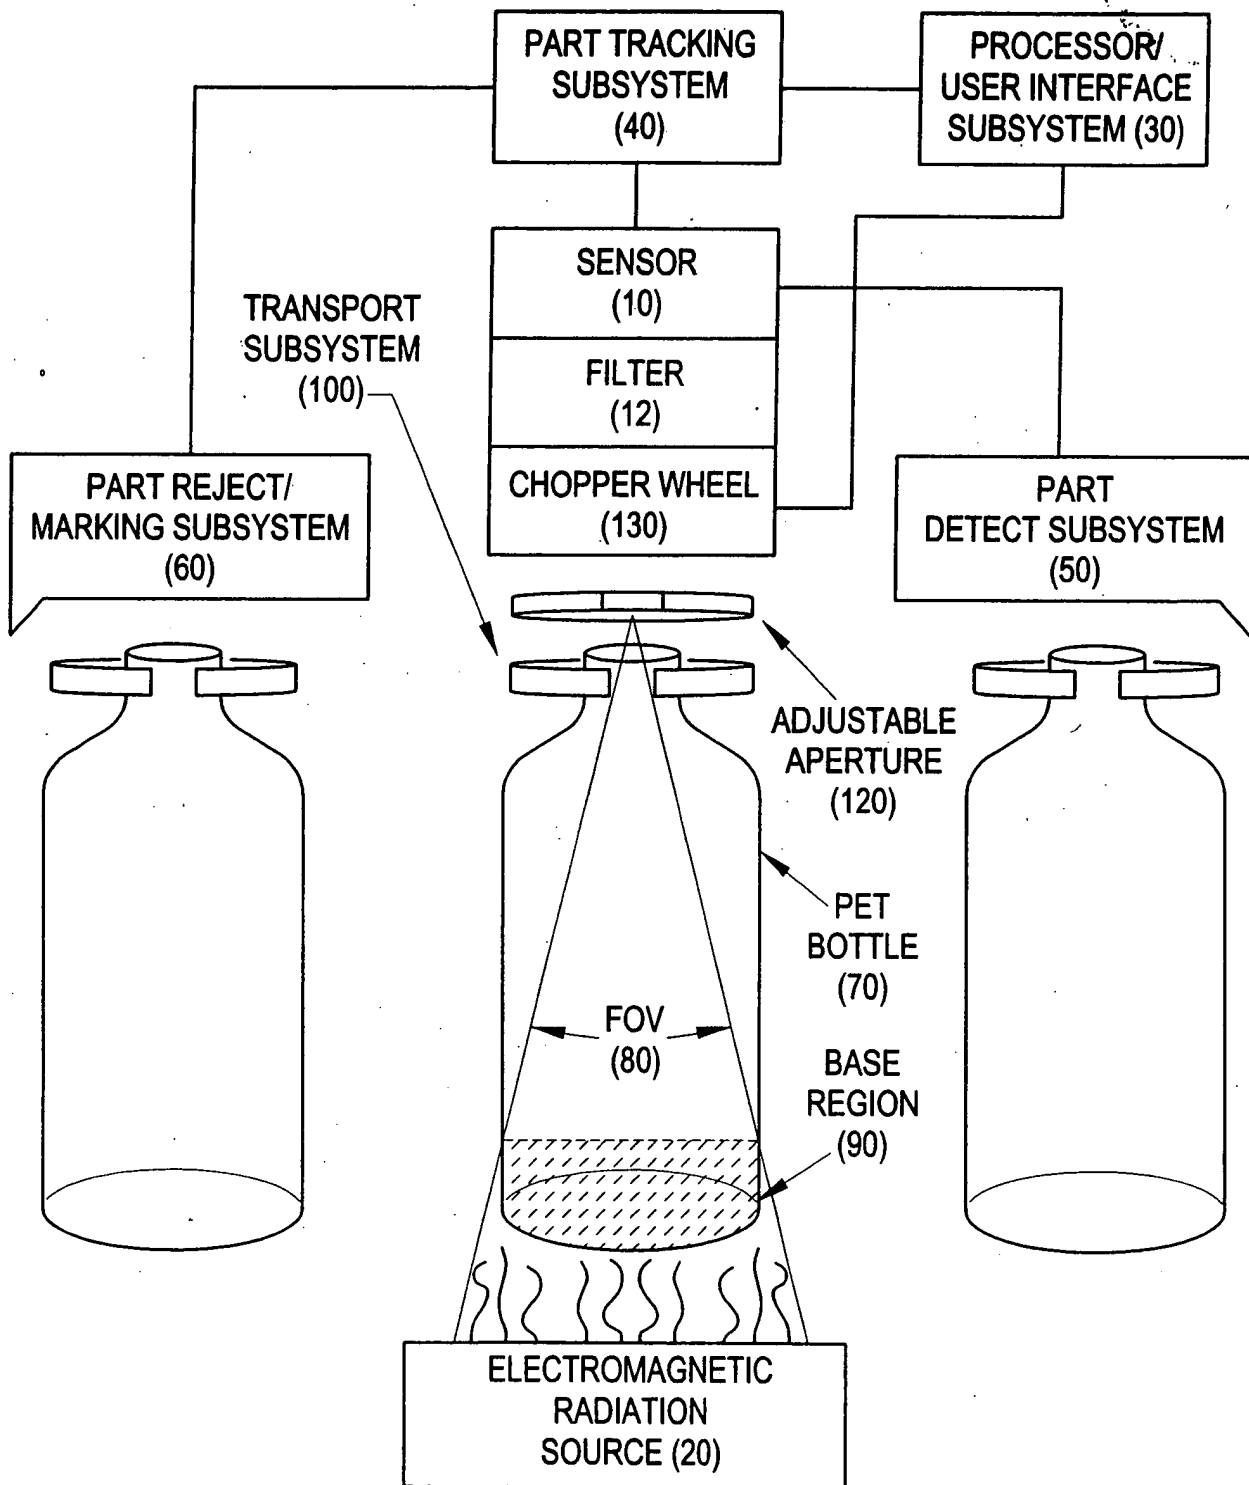 PART TRACKING
SUBSYSTEM
(40)
PROCESSOR/
USER INTERFACE
SUBSYSTEM (30)
SENSOR
(10)
FILTER
(12)
CHOPPER WHEEL
(130)
TRANSPORT
SUBSYSTEM
(100)
PART REJECT/
MARKING SUBSYSTEM
(60)
PART
DETECT SUBSYSTEM
(50)
ADJUSTABLE
APERTURE
(120)
PET
BOTTLE
(70)
FOV
(80)
BASE
REGION
(90)
ELECTROMAGNETIC
RADIATION
SOURCE (20)